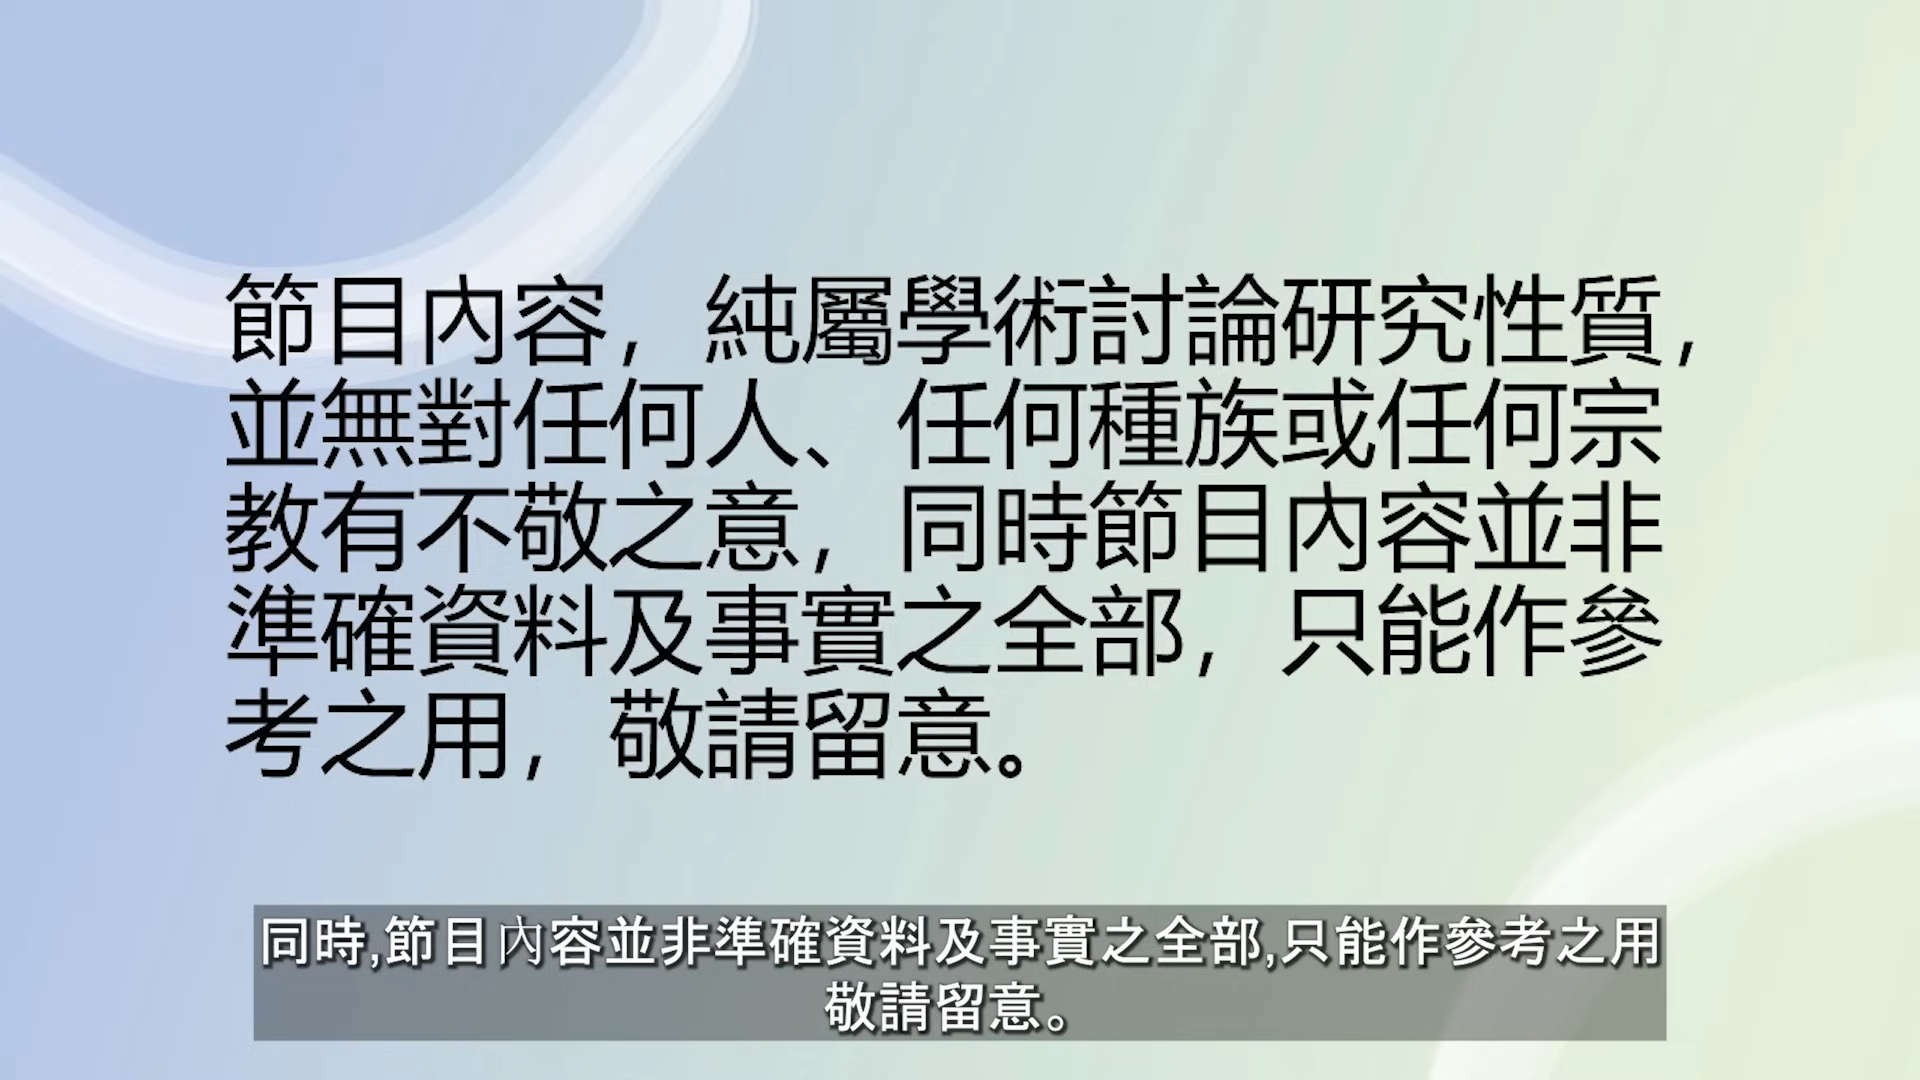 節目內容，純屬學術討論研究性質，
並無對任何人、任何種族或任何宗
教有不敬之意，同時節目內容並非
準確資料及事實之全部，只能作參
考之用，敬請留意。
同時,節目內容並非準確資料及事實之全部,只能作參考之用
敬請留意。